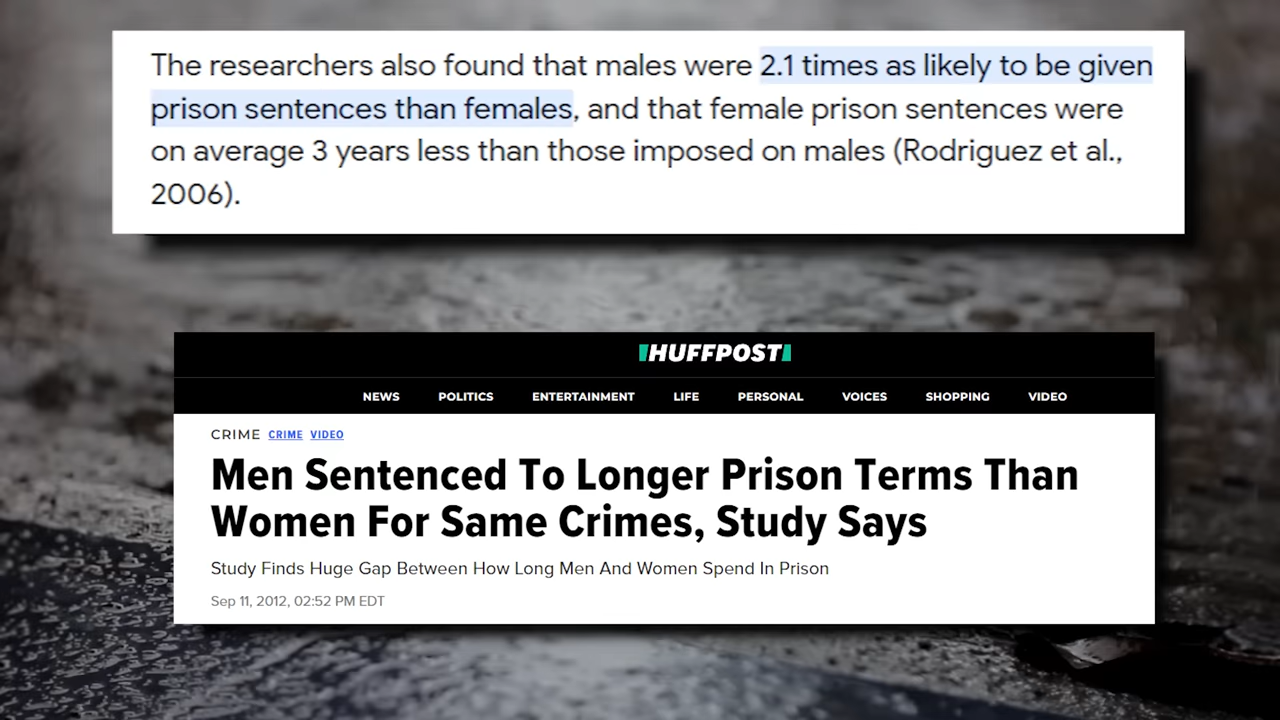 The researchers also found that males were 2.1 times as likely to be given
prison sentences than females, and that female prison sentences were
on average 3 years less than those imposed on males (Rodriguez et al.,
2006).
HUFFPOST
NEWS POLITICS ENTERTAINMENT LIFE PERSONAL VOICES SHOPPING VIDEO
CRIME CRIME VIDEO
Men Sentenced To Longer Prison Terms Than
Women For Same Crimes, Study Says
Study Finds Huge Gap Between How Long Men And Women Spend In Prison
Sep 11, 2012, 02:52 PM EDT